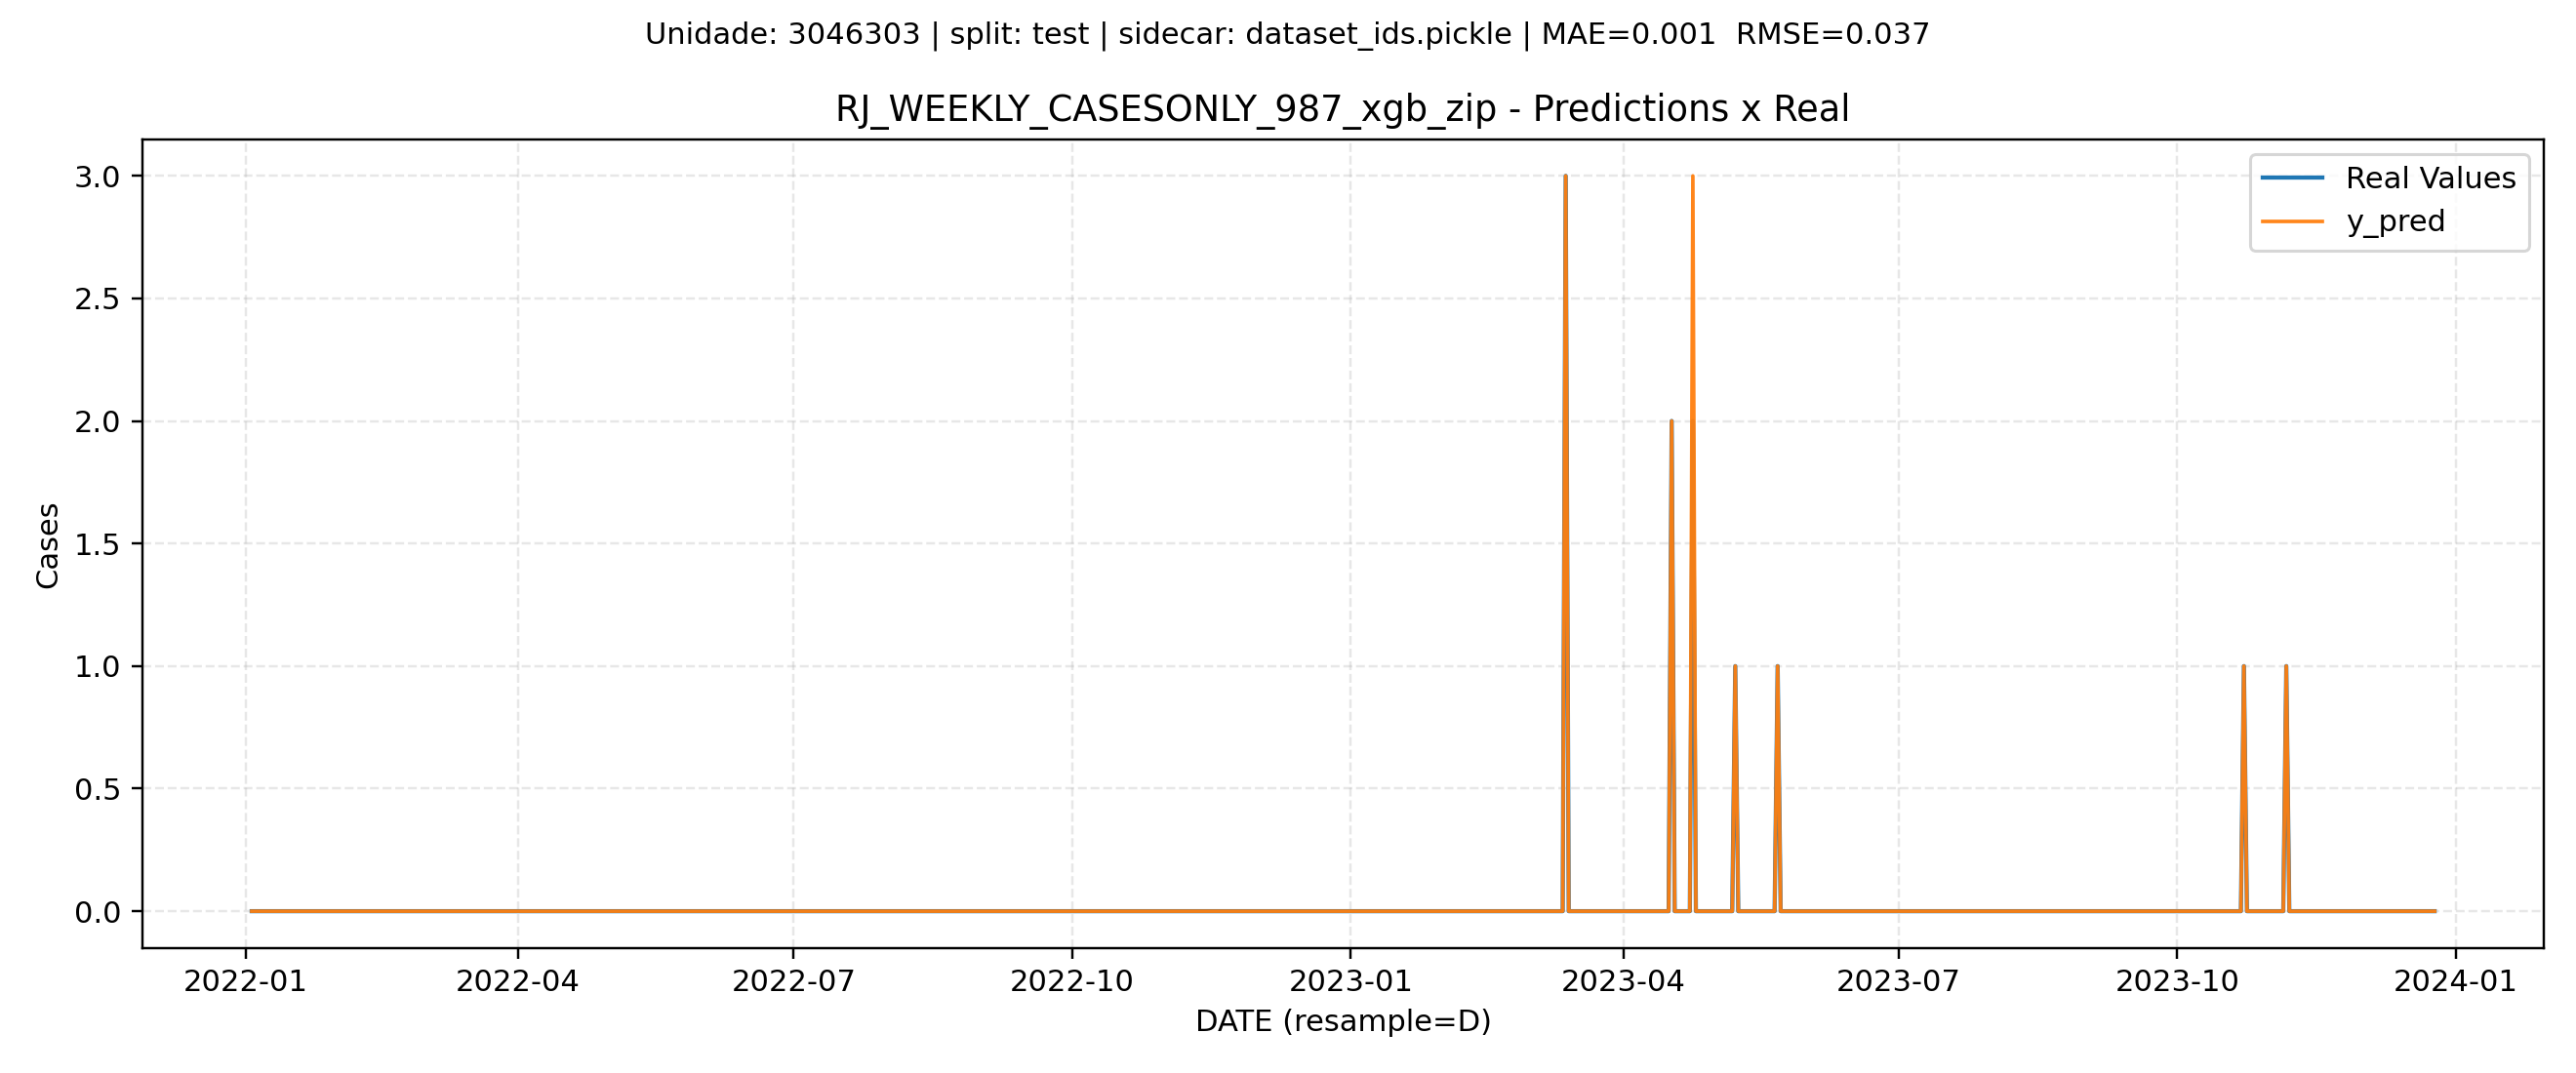 Unidade: 3046303 | split: test | sidecar: dataset_ids.pickle | MAE=0.001  RMSE=0.037
RJ_WEEKLY_CASESONLY_987_xgb_zip - Predictions x Real
Real Values
y_pred
3.0
2.5
2.0
1.5
1.0
0.5
0.0
Cases
2022-01 2022-04 2022-07 2022-10 2023-01 2023-04 2023-07 2023-10 2024-01
DATE (resample=D)